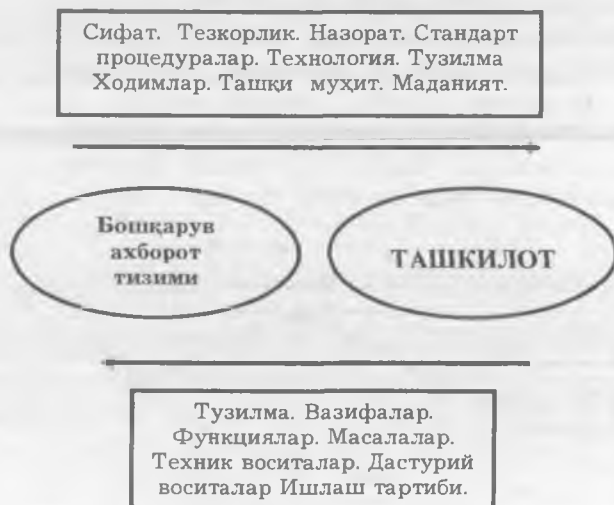 Сифат. Тезкорлик. Назорат. Стандарт
процедуралар. Технология. Тузилма
Ходимлар. Ташқи муҳит. Маданият.
Бошқарув
ахборот
тизими
ТАШКИЛОТ
Тузилма. Вазифалар.
Функциялар. Масалалар.
Техник воситалар. Дастурий
воситалар Ишлаш тартиби.